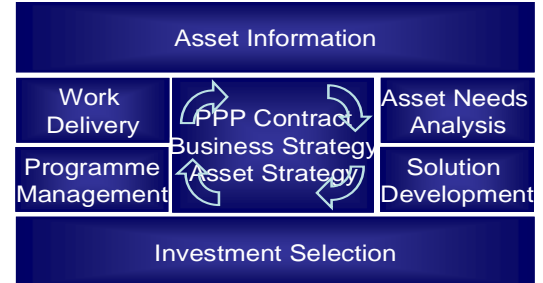 Asset Information
Work
Delivery
PPP Contract
Business Strategy
Asset Strategy
Asset Needs
Analysis
Programme
Management
Solution
Development
Investment Selection